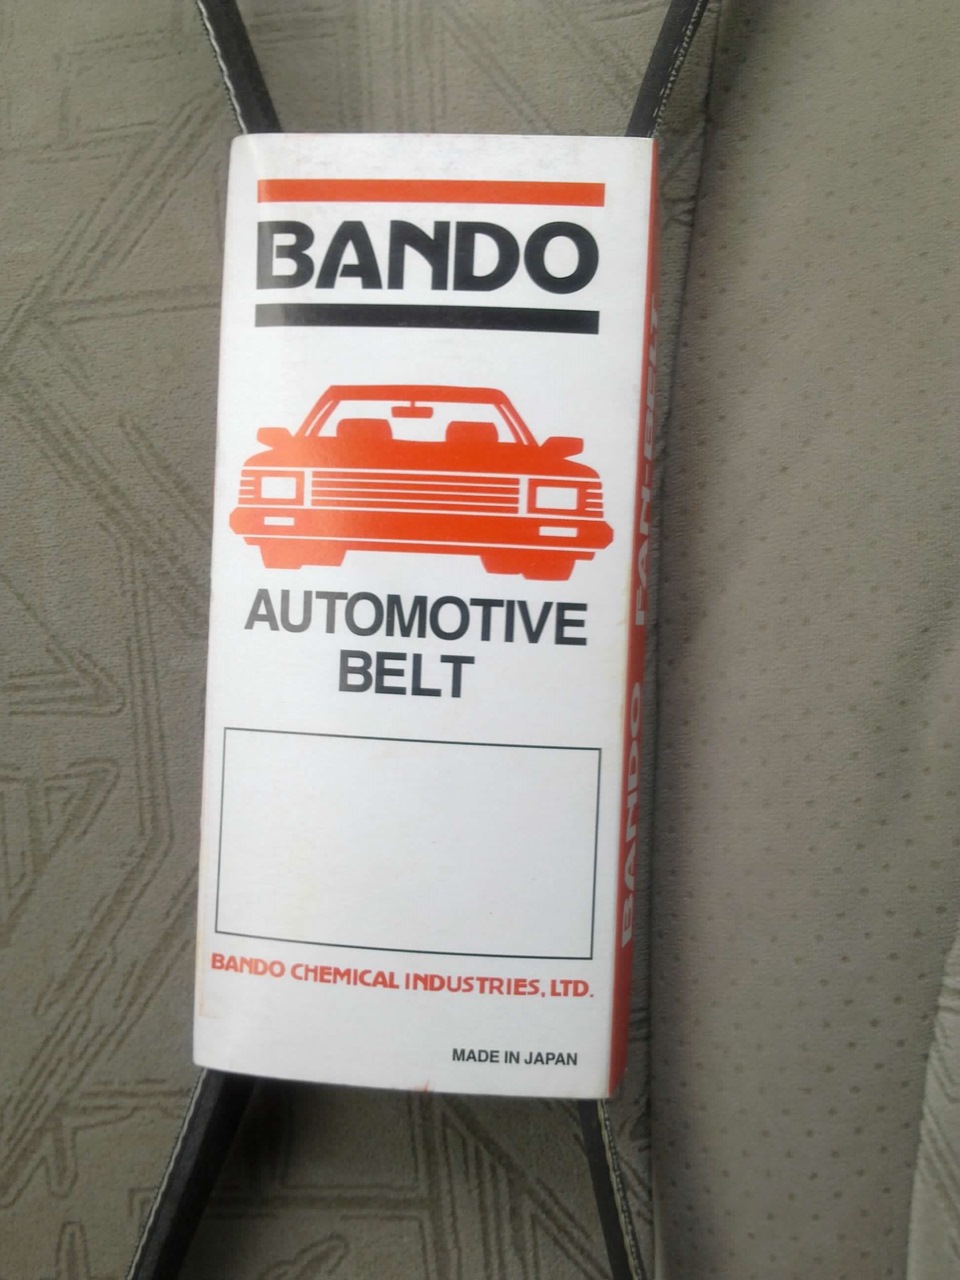 BANDO
AUTOMOTIVE
BELT
BANDO CHEMICAL INDUSTRIES, LTD.
MADE IN JAPAN
BANDO FAN-BELT